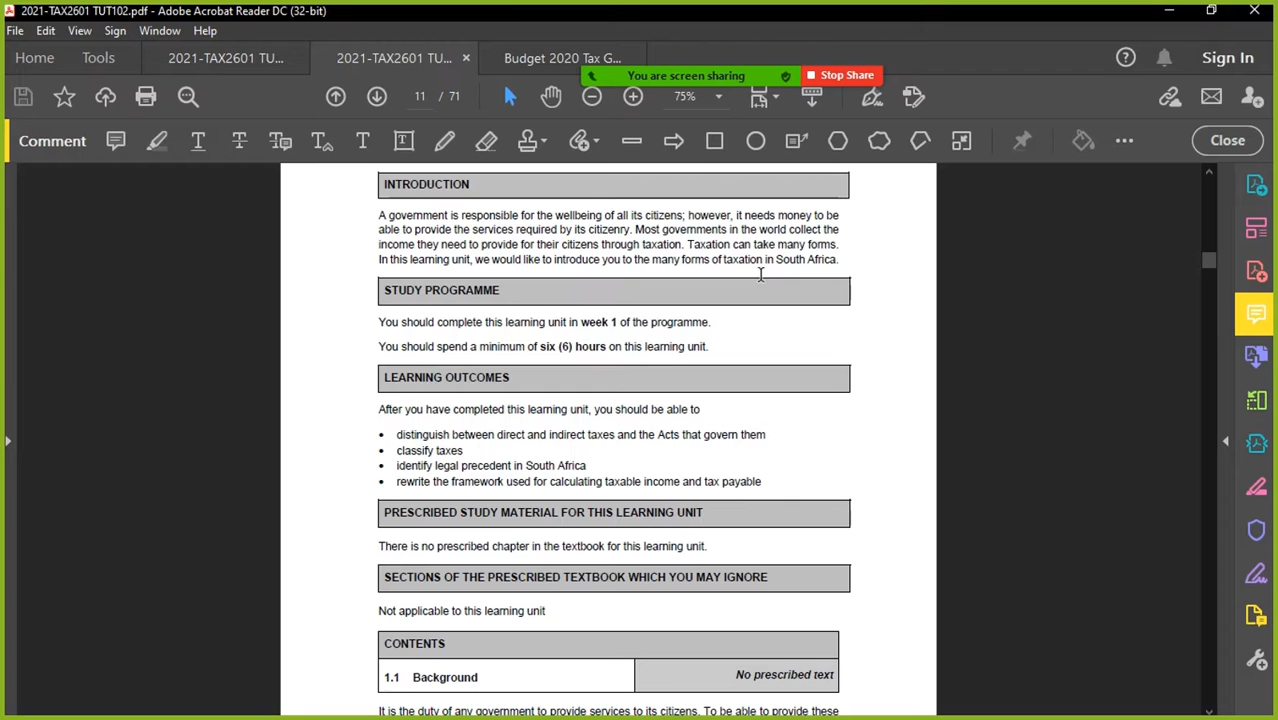 2021-TAX2601 TUT102.pdf - Adobe Acrobat Reader DC (32-bit)
File Edit View Sign Window Help
Home Tools 2021-TAX2601 TU... 2021-TAX2601 TU... × Budget 2020 Tax G... Sign In
You are screen sharing Stop Share
11 / 71 75%
Comment Close
INTRODUCTION
A government is responsible for the wellbeing of all its citizens; however, it needs money to be
able to provide the services required by its citizenry. Most governments in the world collect the
income they need to provide for their citizens through taxation. Taxation can take many forms.
In this learning unit, we would like to introduce you to the many forms of taxation in South Africa.
STUDY PROGRAMME
You should complete this learning unit in week 1 of the programme.
You should spend a minimum of six (6) hours on this learning unit.
LEARNING OUTCOMES
After you have completed this learning unit, you should be able to
• distinguish between direct and indirect taxes and the Acts that govern them
• classify taxes
• identify legal precedent in South Africa
• rewrite the framework used for calculating taxable income and tax payable
PRESCRIBED STUDY MATERIAL FOR THIS LEARNING UNIT
There is no prescribed chapter in the textbook for this learning unit.
SECTIONS OF THE PRESCRIBED TEXTBOOK WHICH YOU MAY IGNORE
Not applicable to this learning unit
CONTENTS
1.1 Background No prescribed text
It is the duty of any government to provide services to its citizens. To be able to provide these